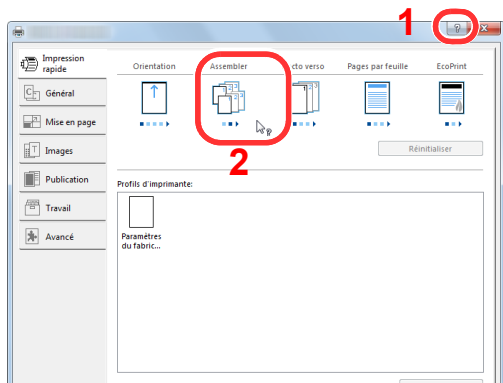 1
?
X
Impression
rapide
Général
Mise en page
Images
Publication
Travail
Avancé
Orientation
Assembler
cto verso
Pages par feuille
EcoPrint
2
Réinitialiser
Profils d'imprimante:
Paramètres
du fabric...